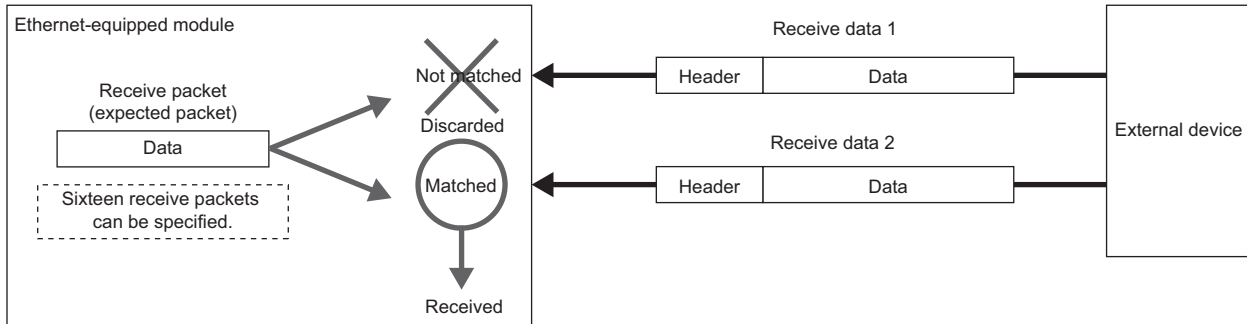 Ethernet-equipped module
Receive packet
(expected packet)
Data
Sixteen receive packets
can be specified.
Not matched
Discarded
Matched
Received
Receive data 1
Header
Data
Receive data 2
Header
Data
External device